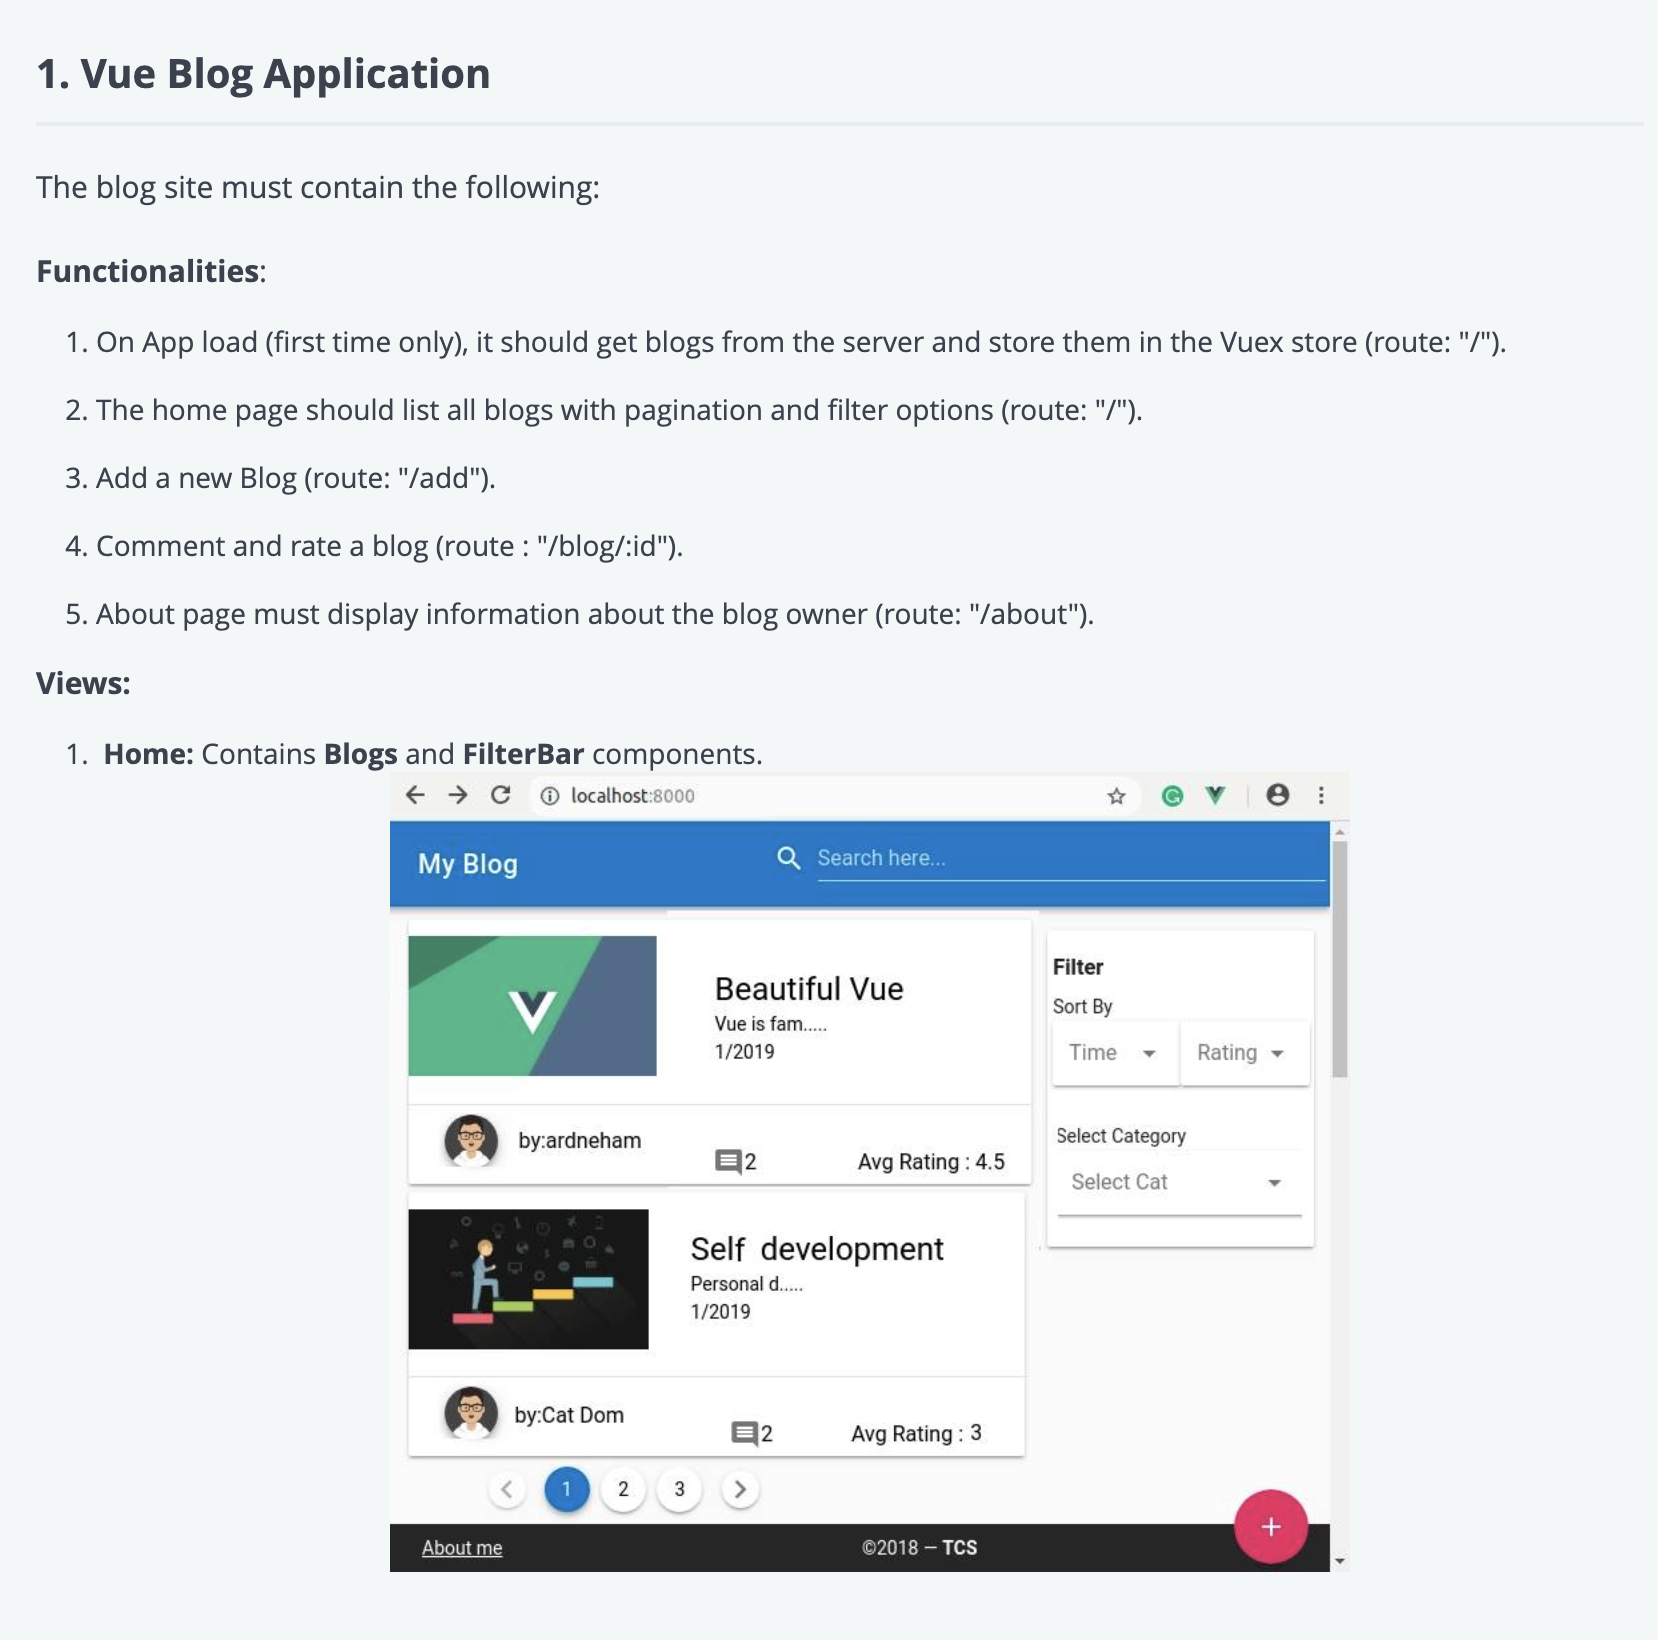 1. Vue Blog Application
The blog site must contain the following:
Functionalities:
1. On App load (first time only), it should get blogs from the server and store them in the Vuex store (route: "/").
2. The home page should list all blogs with pagination and filter options (route: "/").
3. Add a new Blog (route: "/add").
4. Comment and rate a blog (route : "/blog/:id").
5. About page must display information about the blog owner (route: "/about").
Views:
1. Home: Contains Blogs and FilterBar components.
localhost:8000
My Blog
Search here...
Beautiful Vue
Vue is fam.....
1/2019
by:ardneham
2
Avg Rating : 4.5
Self development
Personal d.....
1/2019
by:Cat Dom
2
Avg Rating : 3
Filter
Sort By
Time
Rating
Select Category
Select Cat
1
2
3
+
About me
©2018 — TCS